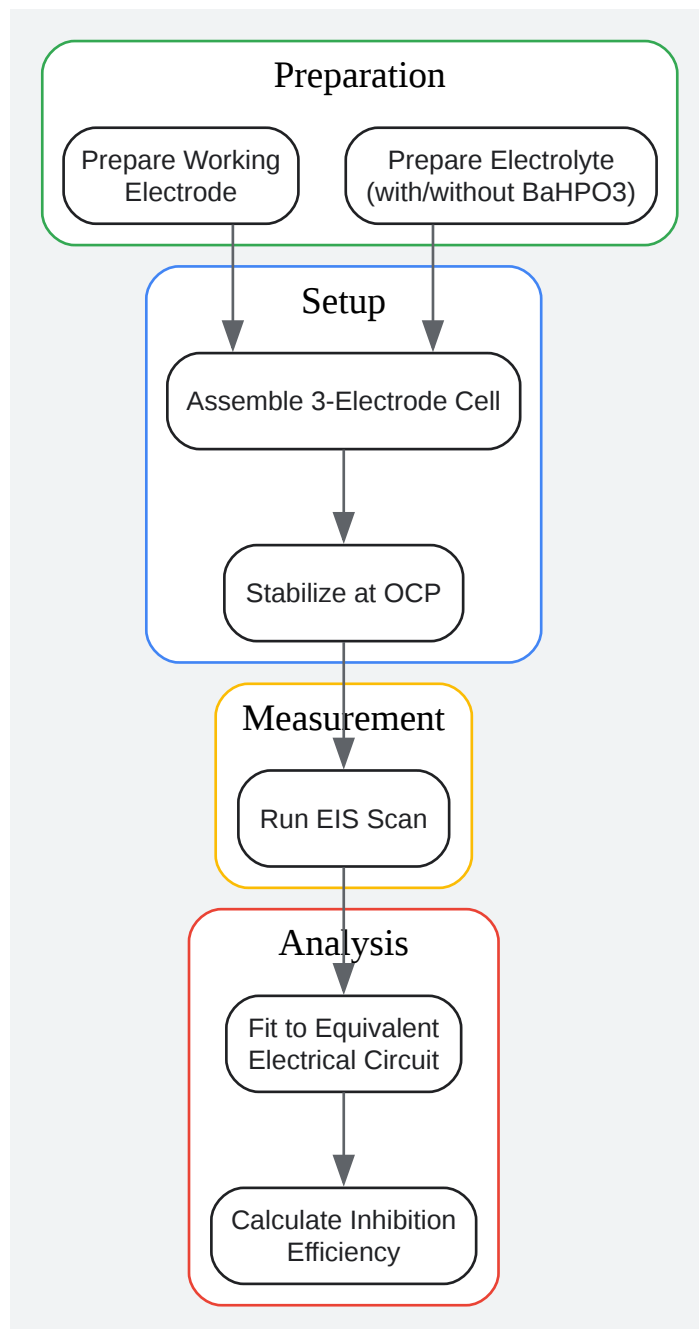 Preparation
Prepare Working
Electrode
Prepare Electrolyte
(with/without BaHPO3)
Setup
Assemble 3-Electrode Cell
Stabilize at OCP
Measurement
Run EIS Scan
Analysis
Fit to Equivalent
Electrical Circuit
Calculate Inhibition
Efficiency